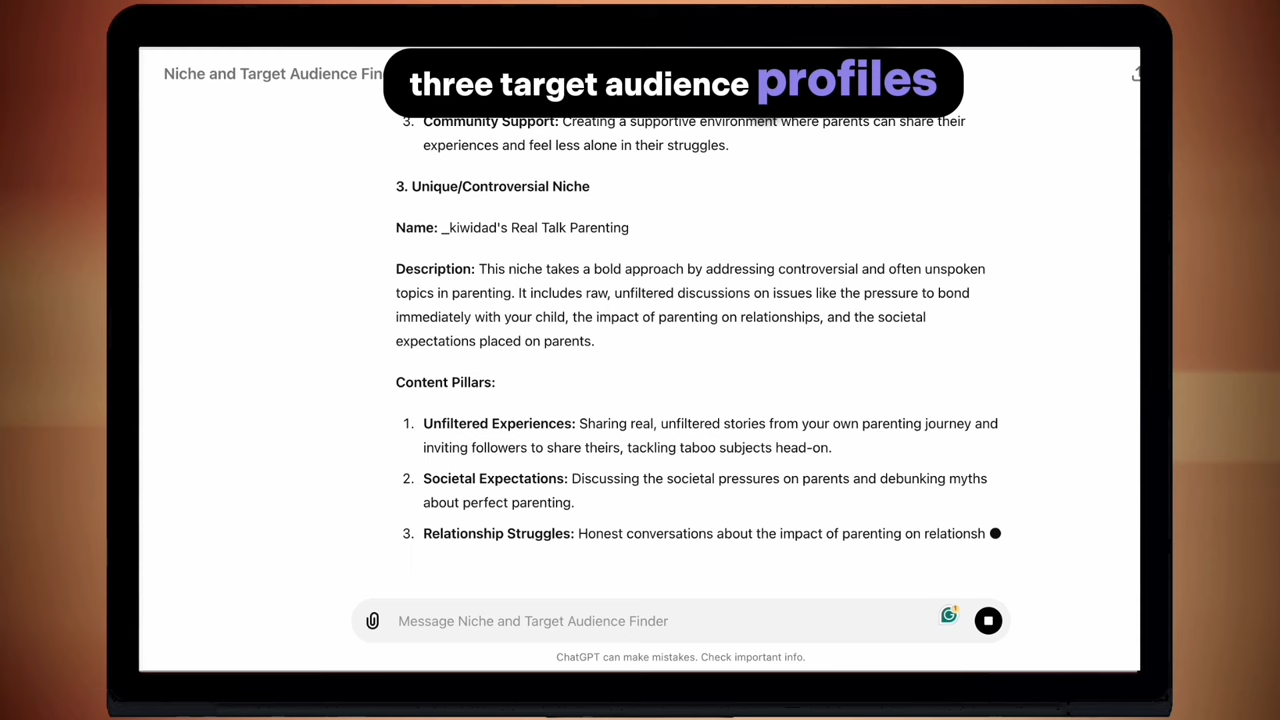 three target audience profiles
Niche and Target Audience Fin
3. Community Support: Creating a supportive environment where parents can share their
experiences and feel less alone in their struggles.
3. Unique/Controversial Niche
Name: _kiwidad's Real Talk Parenting
Description: This niche takes a bold approach by addressing controversial and often unspoken
topics in parenting. It includes raw, unfiltered discussions on issues like the pressure to bond
immediately with your child, the impact of parenting on relationships, and the societal
expectations placed on parents.
Content Pillars:
1. Unfiltered Experiences: Sharing real, unfiltered stories from your own parenting journey and
inviting followers to share theirs, tackling taboo subjects head-on.
2. Societal Expectations: Discussing the societal pressures on parents and debunking myths
about perfect parenting.
3. Relationship Struggles: Honest conversations about the impact of parenting on relationsh
Message Niche and Target Audience Finder
ChatGPT can make mistakes. Check important info.